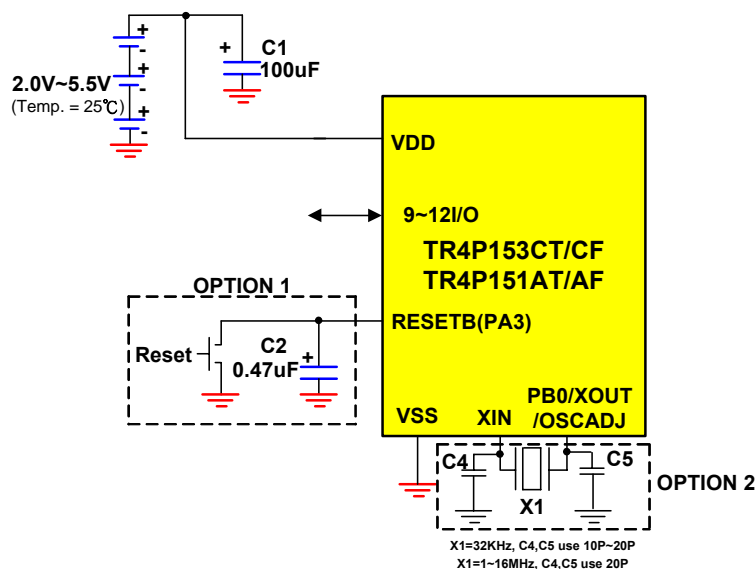 +
-
+
-
+
-
2.0V~5.5V
(Temp. = 25℃)
+
C1
100uF
VDD
9~12I/O
TR4P153CT/CF
TR4P151AT/AF
OPTION 1
RESETB(PA3)
Reset
C2
+
0.47uF
PB0/XOUT
/OSCADJ
VSS
XIN
C4
C5
X1
OPTION 2
X1=32KHz, C4,C5 use 10P~20P
X1=1~16MHz, C4,C5 use 20P